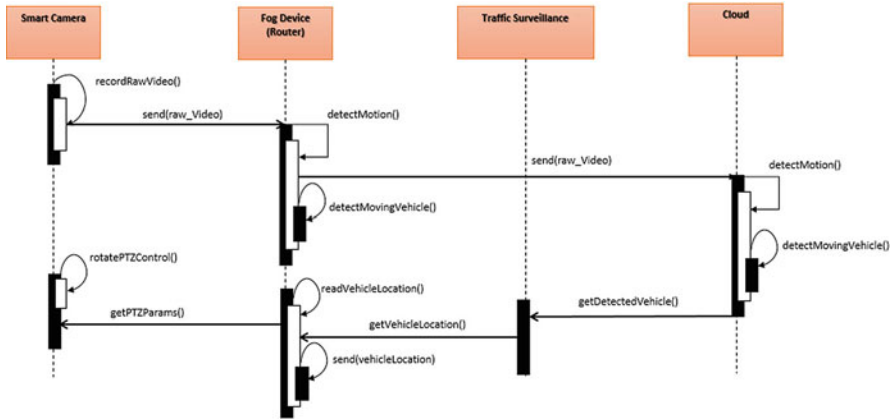 Smart Camera
Fog Device
(Router)
Traffic Surveillance
Cloud
recordRawVideo()
send(raw_Video)
detectMotion()
send(raw_Video)
detectMotion()
detectMovingVehicle()
detectMovingVehicle()
rotatePTZControl()
readVehicleLocation()
getDetectedVehicle()
getPTZParams()
getVehicleLocation()
send(vehicleLocation)